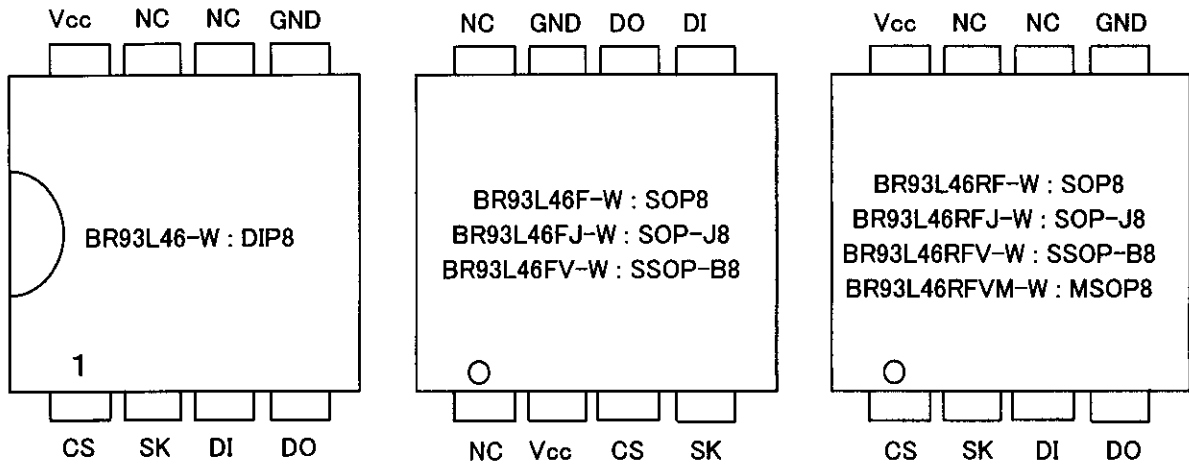 Vcc NC NC GND
BR93L46-W : DIP8
1
CS SK DI DO
NC GND DO DI
BR93L46F-W : SOP8
BR93L46FJ-W : SOP-J8
BR93L46FV-W : SSOP-B8
NC Vcc CS SK
Vcc NC NC GND
BR93L46RF-W : SOP8
BR93L46RFJ-W : SOP-J8
BR93L46RFV-W : SSOP-B8
BR93L46RFVM-W : MSOP8
CS SK DI DO